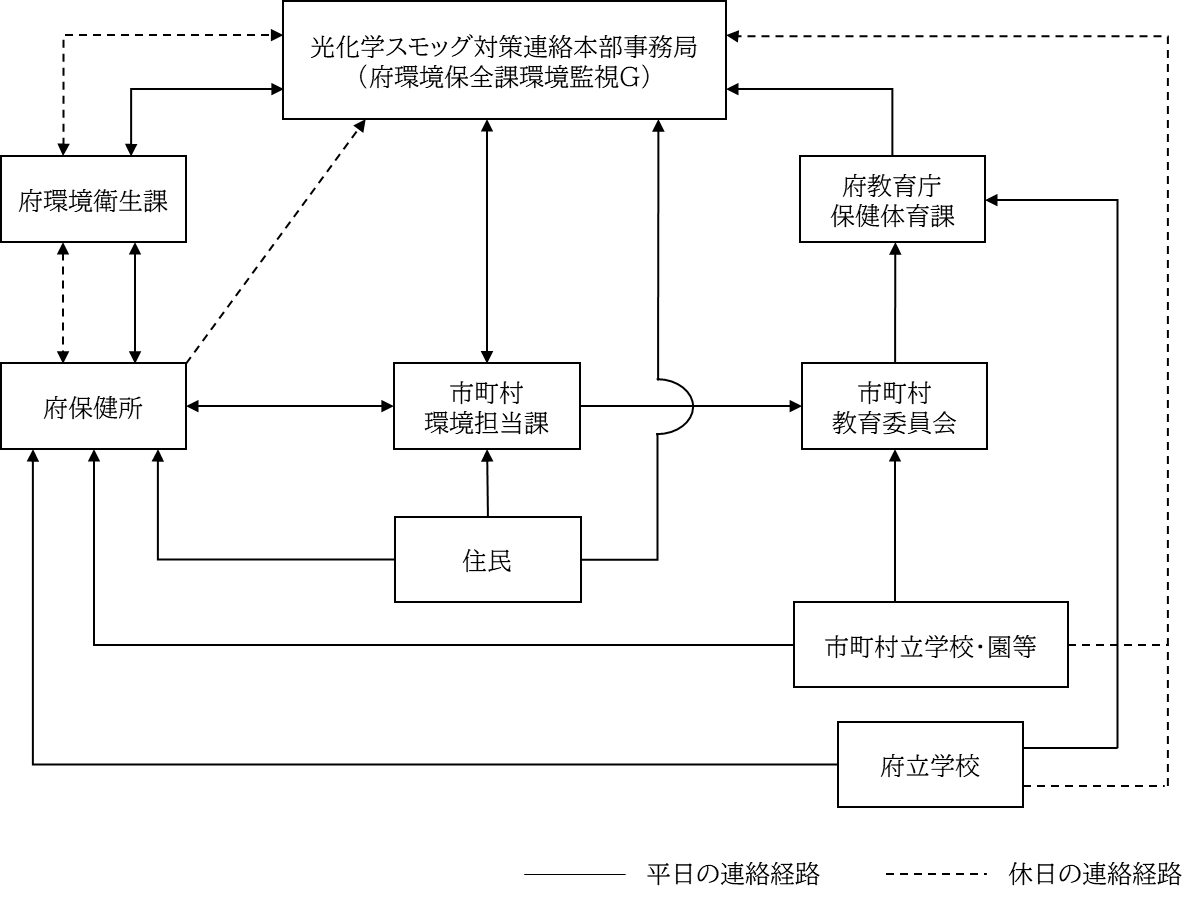 光化学スモッグ対策連絡本部事務局
（府環境保全課環境監視G）
府環境衛生課
府教育庁
保健体育課
府保健所
市町村
環境担当課
市町村
教育委員会
住民
市町村立学校・園等
府立学校
平日の連絡経路
休日の連絡経路